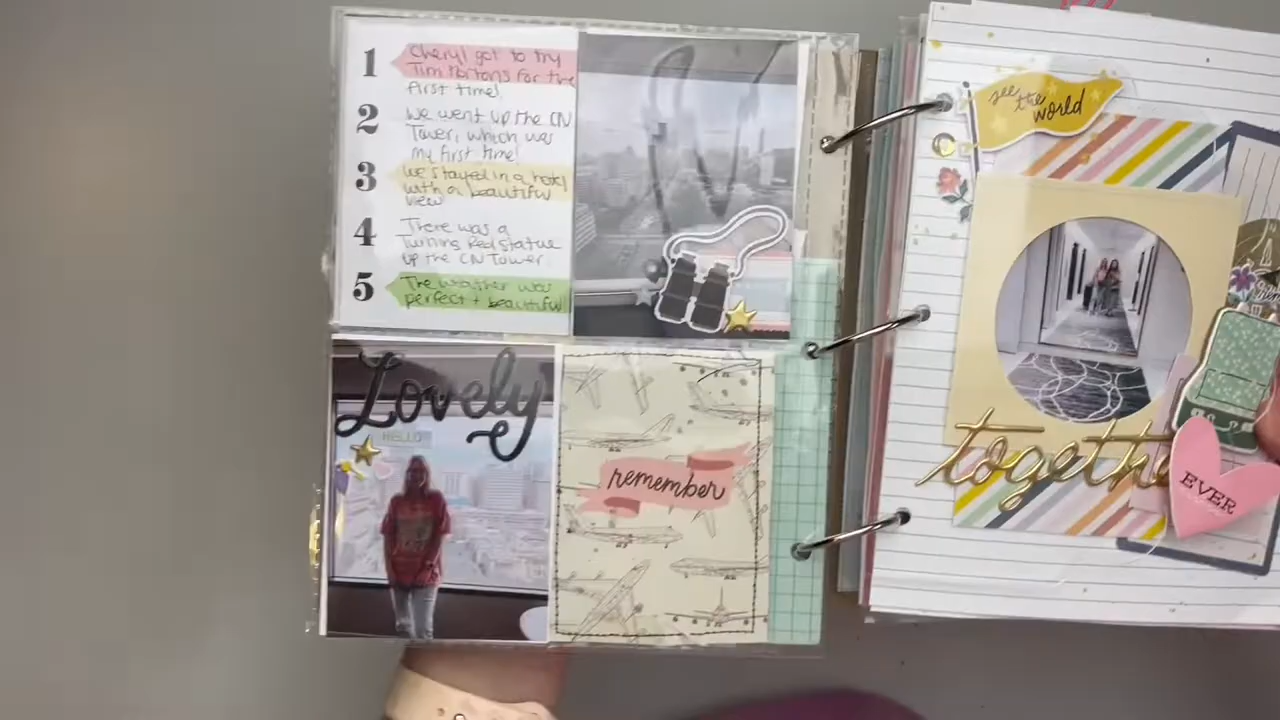 1 Cheryl got to try
Tim Hortons for the
first time!
2 We went up the CN
Tower, which was
my first time!
3 We stayed in a hotel
with a beautiful
view
4 There was a
Turning Red statue
up the CN Tower.
5 The weather was
perfect + beautiful
Lovely
HELLO
remember
see the
world
together
EVER